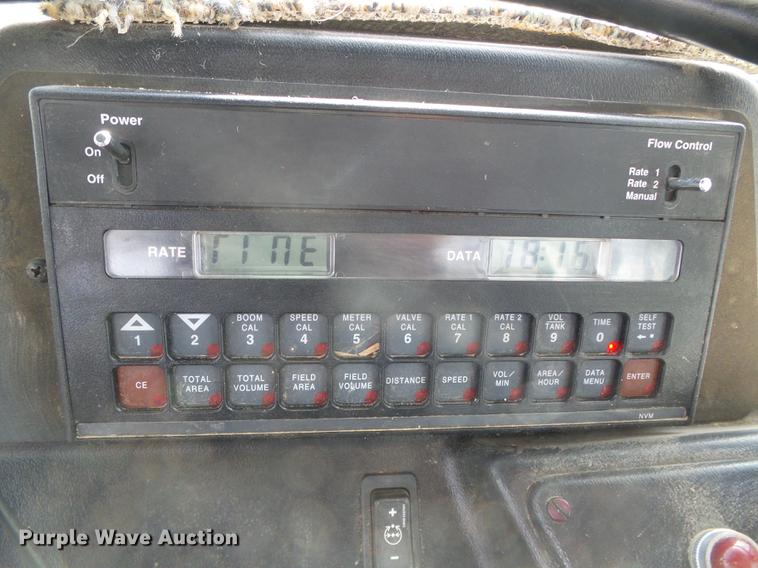 Power
On
Off
Flow Control
Rate 1
Rate 2
Manual
RATE TIME DATA 18:16
1 2 BOOM CAL 3 SPEED CAL 4 METER CAL 5 VALVE CAL 6 RATE 1 CAL 7 RATE 2 CAL 8 VOL TANK 9 TIME 0 SELF TEST
CE TOTAL AREA TOTAL VOLUME FIELD AREA FIELD VOLUME DISTANCE SPEED VOL/ MIN AREA/ HOUR DATA MENU ENTER
NVM
+
-
Purple Wave Auction®